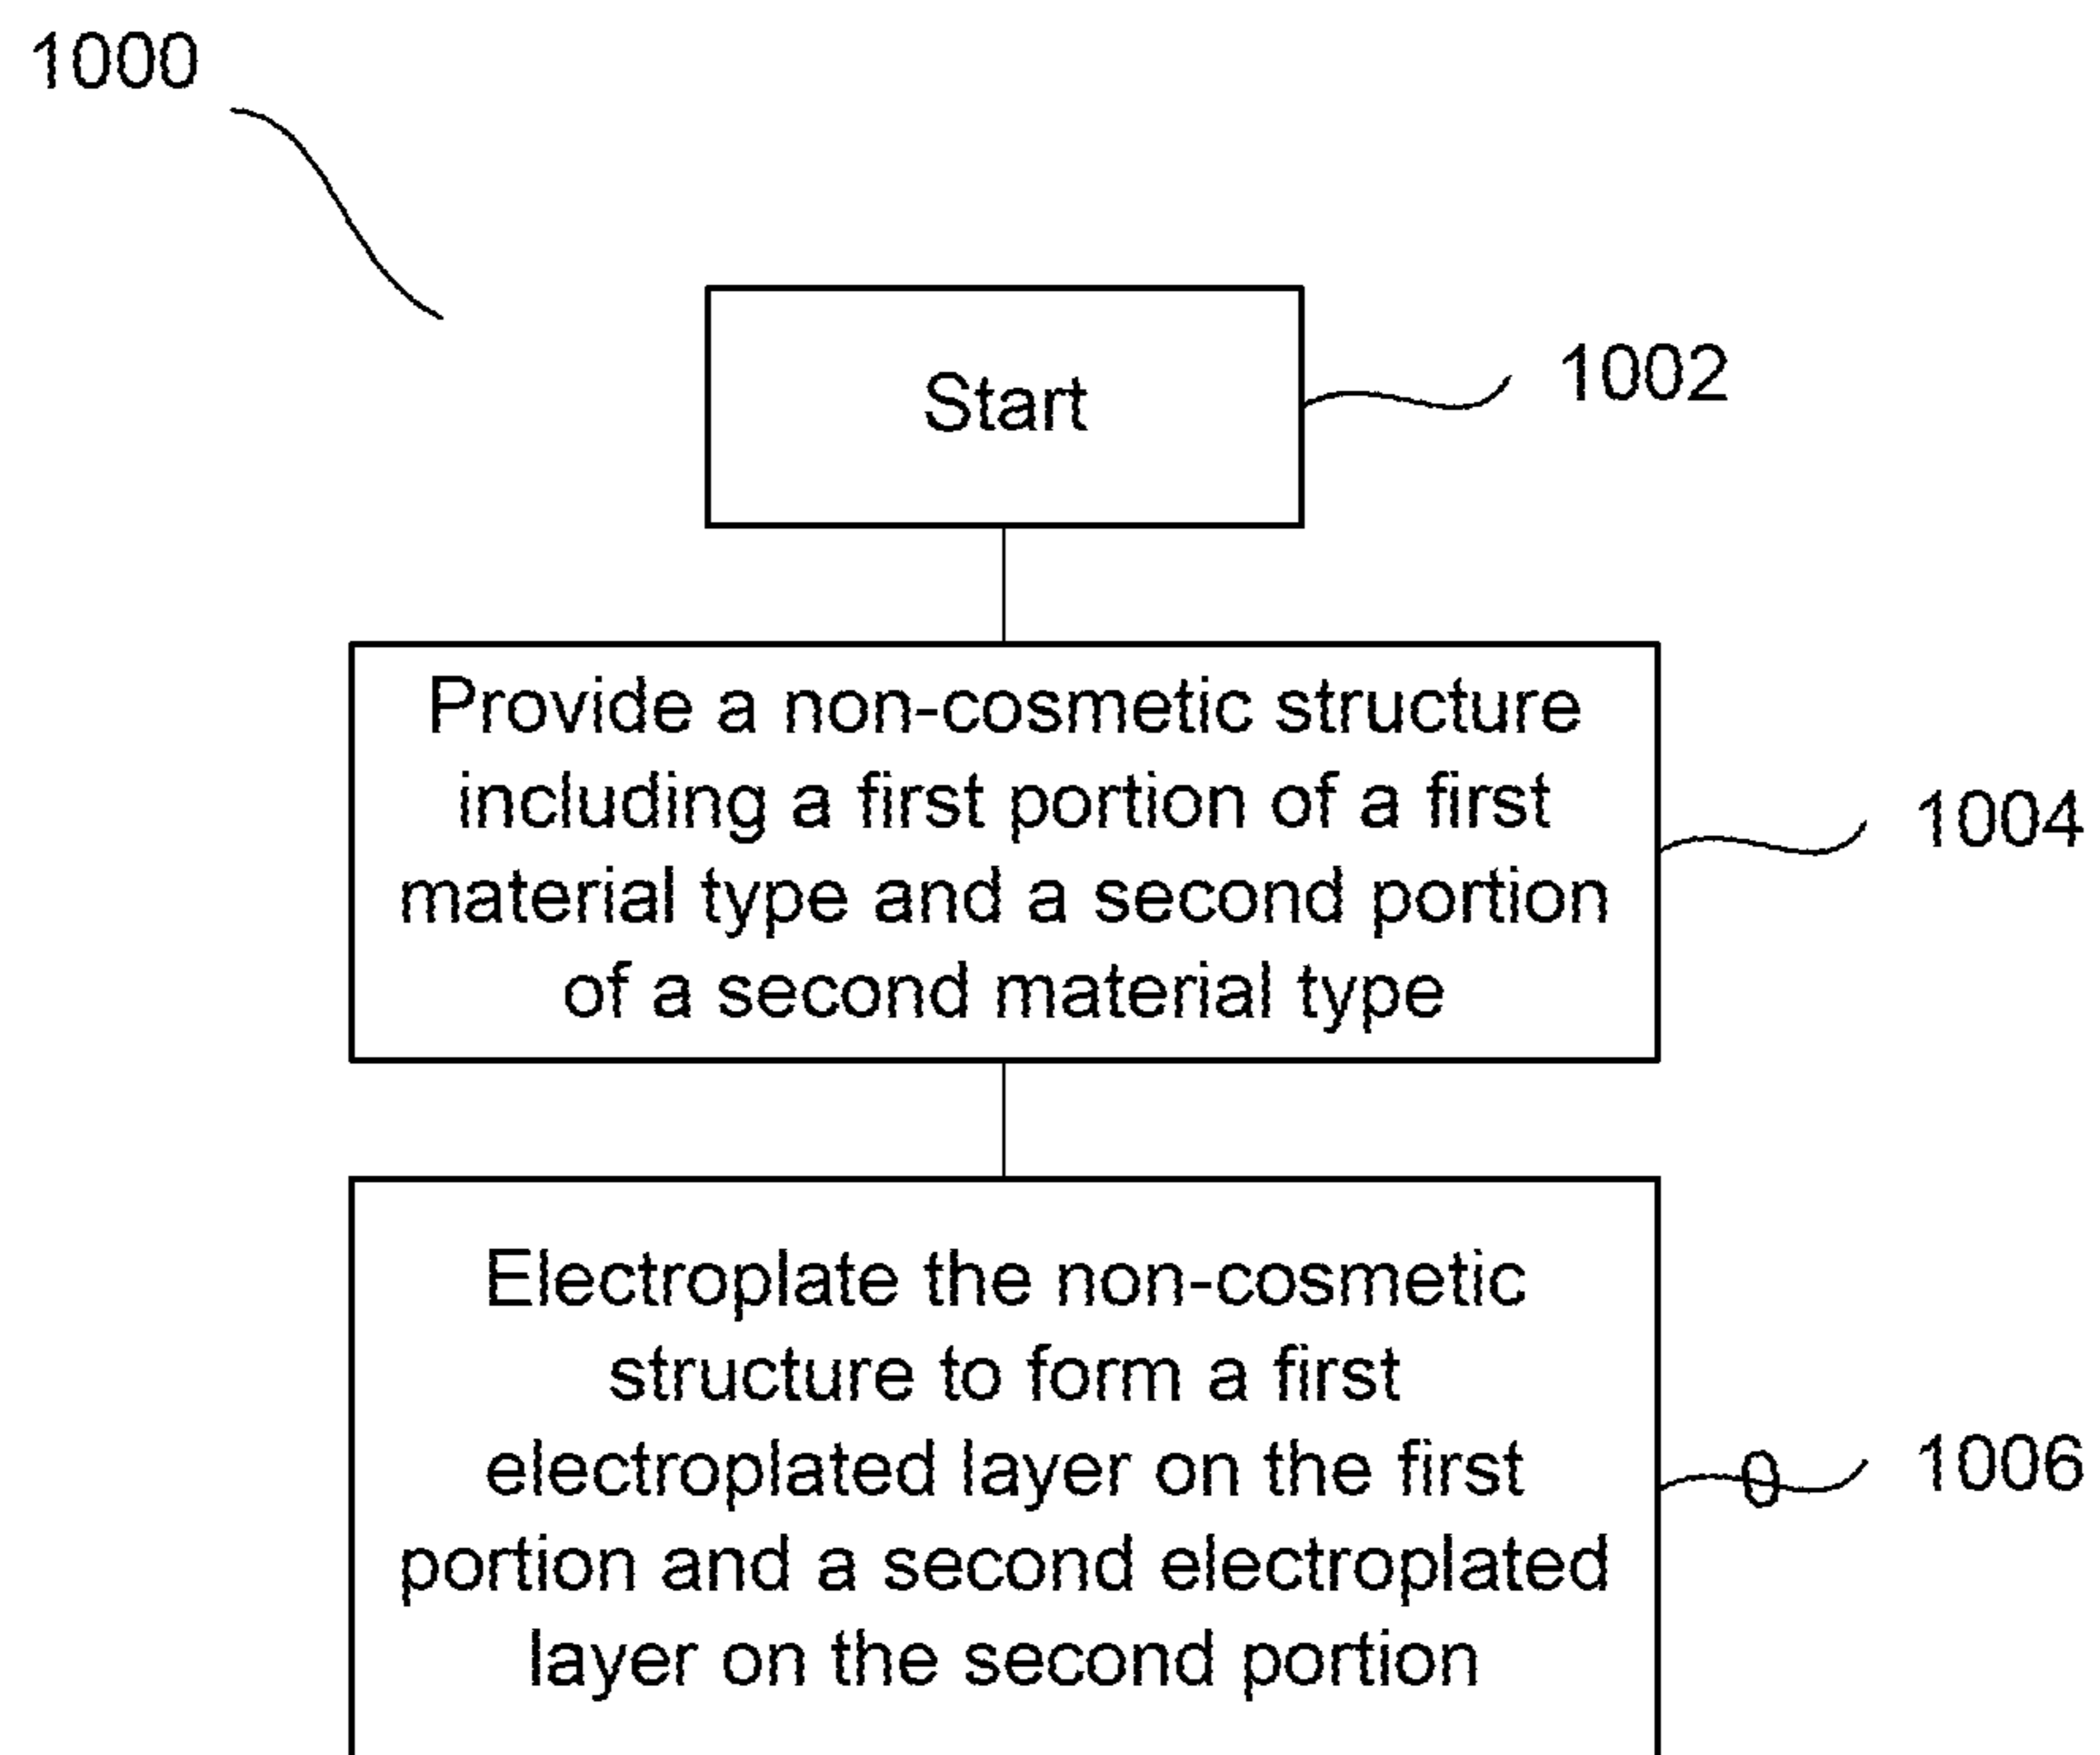 1000
Start
1002
Provide a non-cosmetic structure
including a first portion of a first
material type and a second portion
of a second material type
1004
Electroplate the non-cosmetic
structure to form a first
electroplated layer on the first
portion and a second electroplated
layer on the second portion
1006